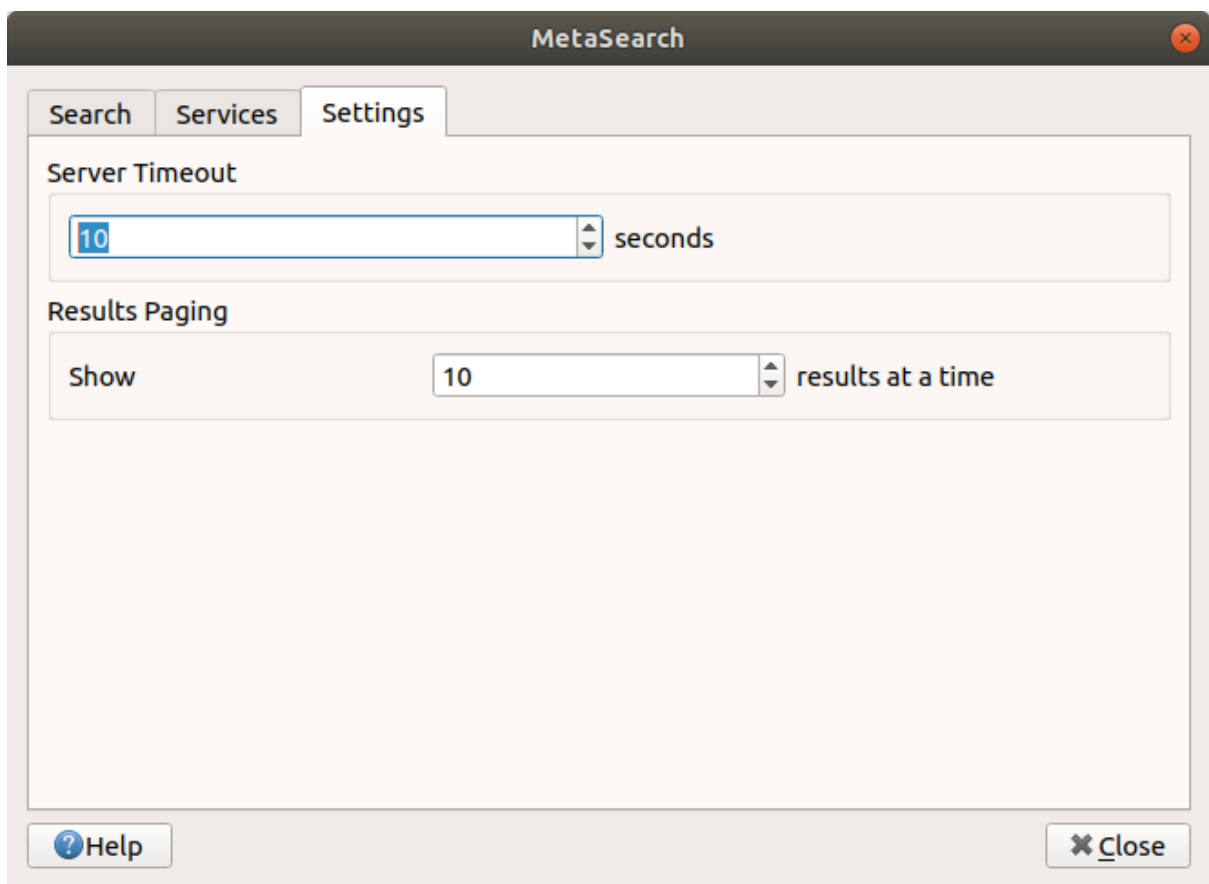 MetaSearch
Search Services Settings
Server Timeout
10 seconds
Results Paging
Show 10 results at a time
Help Close